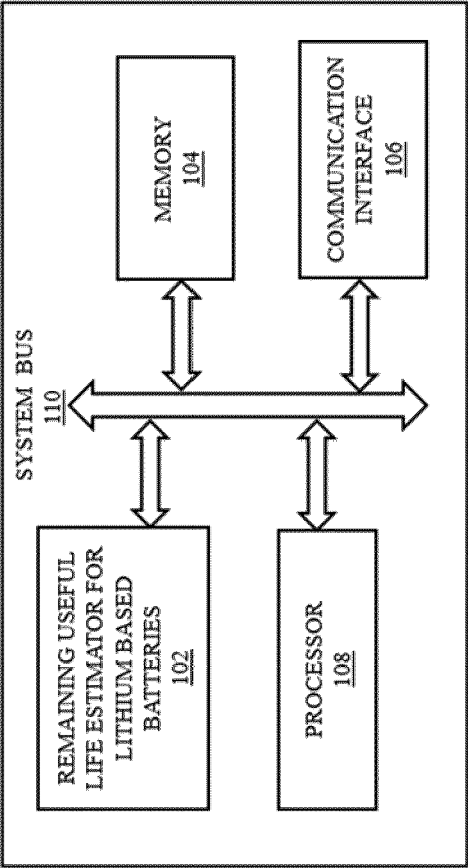 SYSTEM BUS
110
REMAINING USEFUL
LIFE ESTIMATOR FOR
LITHIUM BASED
BATTERIES
102
MEMORY
104
PROCESSOR
108
COMMUNICATION
INTERFACE
106